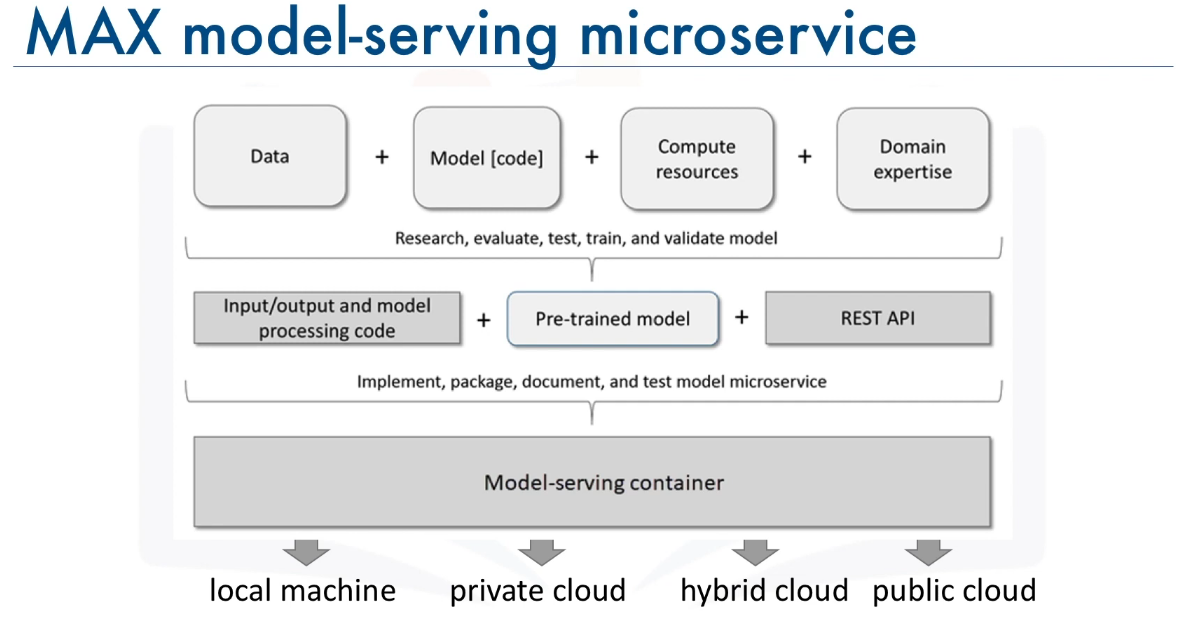 MAX model-serving microservice
Data + Model [code] + Compute resources + Domain expertise
Research, evaluate, test, train, and validate model
Input/output and model processing code + Pre-trained model + REST API
Implement, package, document, and test model microservice
Model-serving container
local machine private cloud hybrid cloud public cloud